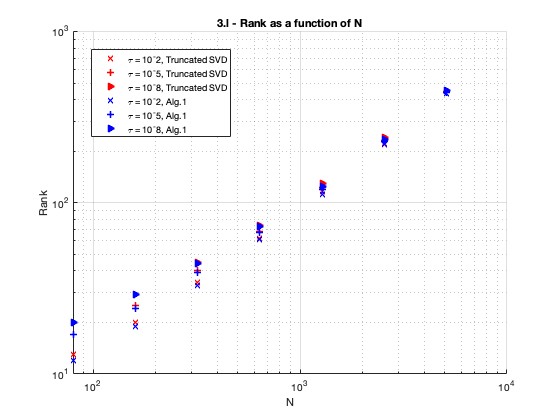 3.I - Rank as a function of N
10^3
τ = 10^-2, Truncated SVD
τ = 10^-5, Truncated SVD
τ = 10^-8, Truncated SVD
τ = 10^-2, Alg.1
τ = 10^-5, Alg.1
τ = 10^-8, Alg.1
Rank
10^2
10^1
10^2
10^3
10^4
N